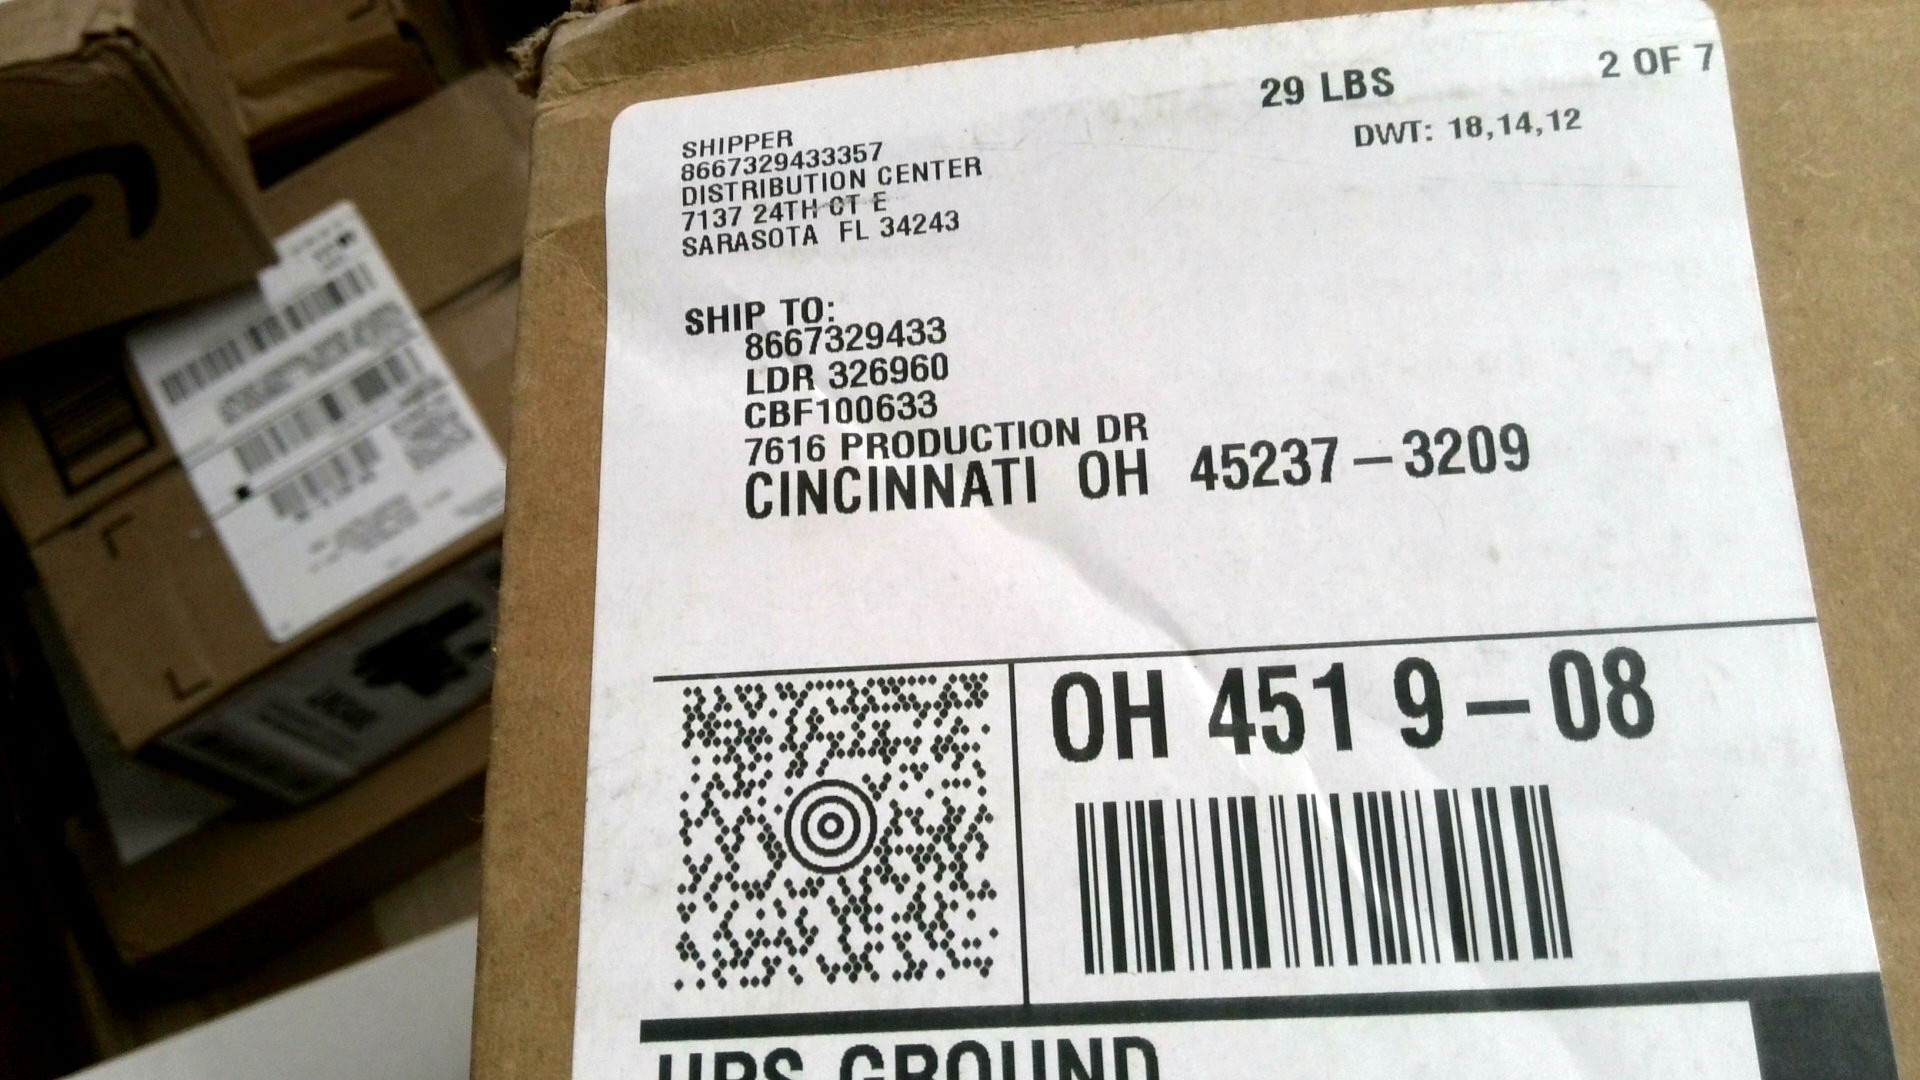 29 LBS
2 OF 7
DWT: 18,14,12
SHIPPER
8667329433357
DISTRIBUTION CENTER
7137 24TH CT E
SARASOTA FL 34243
SHIP TO:
8667329433
LDR 326960
CBF100633
7616 PRODUCTION DR
CINCINNATI OH 45237-3209
OH 451 9-08
UPS GROUND